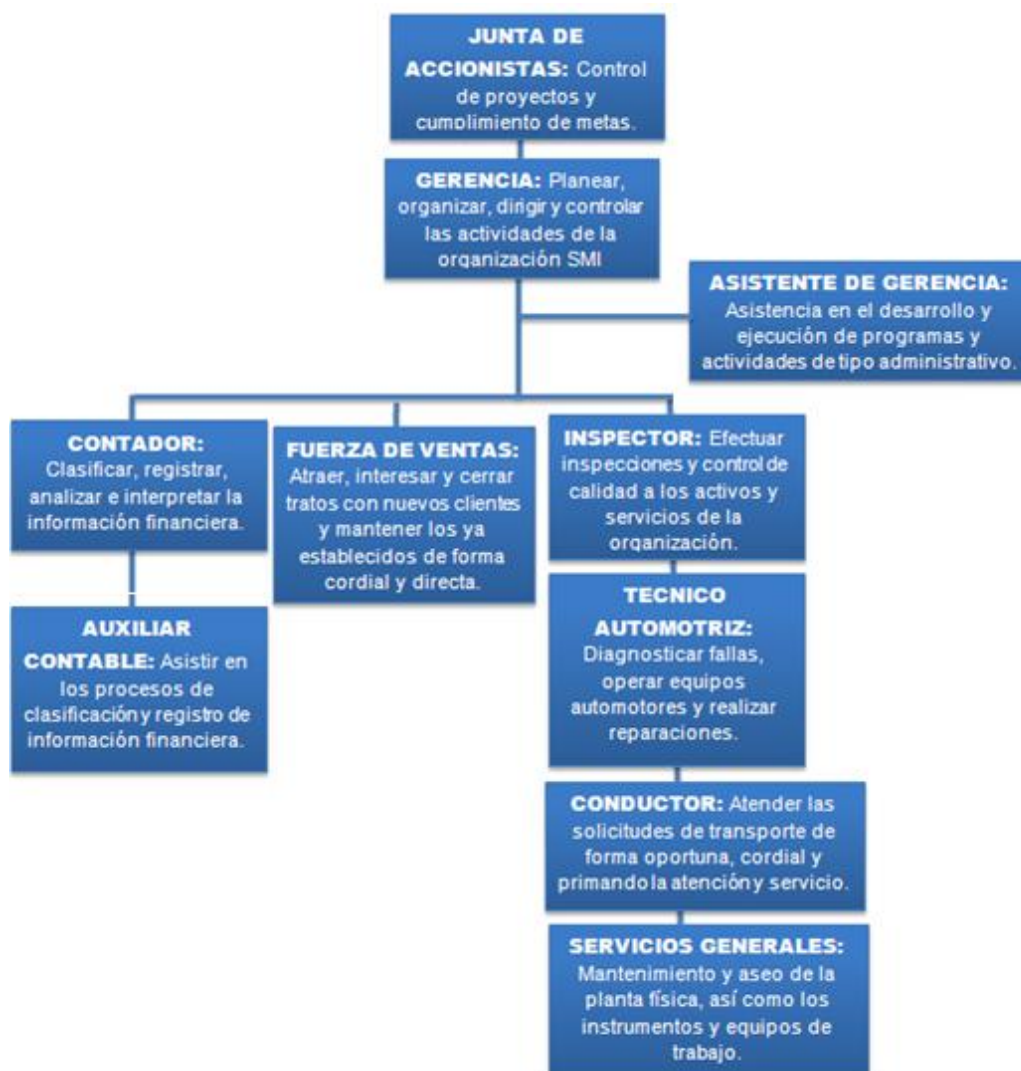 JUNTA DE
ACCIONISTAS: Control
de proyectos y
cumplimiento de metas.
GERENCIA: Planear,
organizar, dirigir y controlar
las actividades de la
organización SMI
ASISTENTE DE GERENCIA:
Asistencia en el desarrollo y
ejecución de programas y
actividades de tipo administrativo.
CONTADOR:
Clasificar, registrar,
analizar e interpretar la
información financiera.
FUERZA DE VENTAS:
Atraer, interesar y cerrar
tratos con nuevos clientes
y mantener los ya
establecidos de forma
cordial y directa.
INSPECTOR: Efectuar
inspecciones y control de
calidad a los activos y
servicios de la
organización.
AUXILIAR
CONTABLE: Asistir en
los procesos de
clasificación y registro de
información financiera.
TECNICO
AUTOMOTRIZ:
Diagnosticar fallas,
operar equipos
automotores y realizar
reparaciones.
CONDUCTOR: Atender las
solicitudes de transporte de
forma oportuna, cordial y
primando la atención y servicio.
SERVICIOS GENERALES:
Mantenimiento y aseo de la
planta física, así como los
instrumentos y equipos de
trabajo.